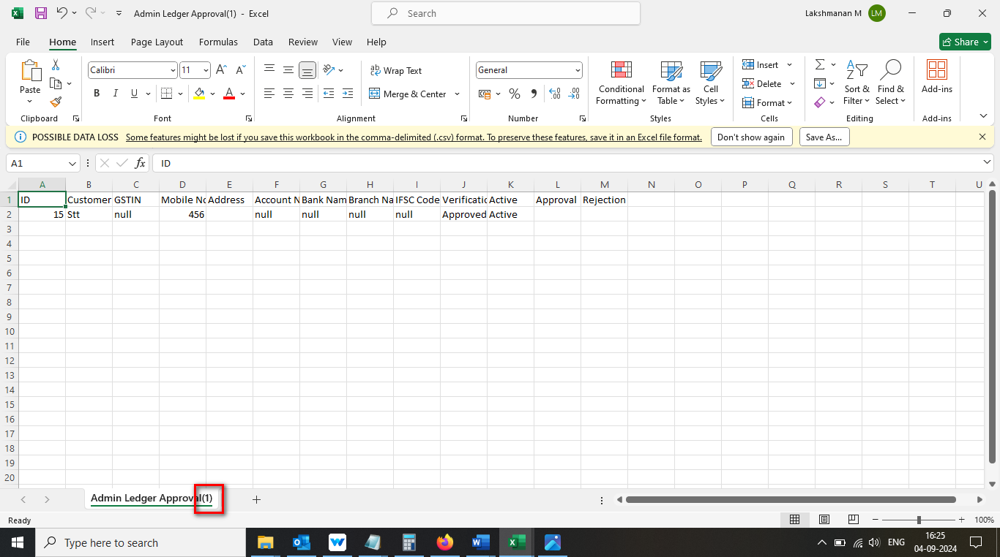 Admin Ledger Approval(1) - Excel
Search
Lakshmanan M
LM
File Home Insert Page Layout Formulas Data Review View Help
Share
Paste
Calibri 11
B I U
Wrap Text
Merge & Center
General
Conditional Formatting
Format as Table
Cell Styles
Insert
Delete
Format
Sort & Filter
Find & Select
Add-ins
Clipboard Font Alignment Number Styles Cells Editing Add-ins
POSSIBLE DATA LOSS Some features might be lost if you save this workbook in the comma-delimited (.csv) format. To preserve these features, save it in an Excel file format. Don't show again Save As...
A1 fx ID
A B C D E F G H I J K L M N O P Q R S T U
1 ID Customer GSTIN Mobile No Address Account N Bank Nam Branch Na IFSC Code Verificatio Active Approval Rejection
2 15 Stt null 456 null null null null Approved Active
3
4
5
6
7
8
9
10
11
12
13
14
15
16
17
18
19
20
Admin Ledger Approval(1)
Ready
100%
Type here to search
ENG
16:25
04-09-2024